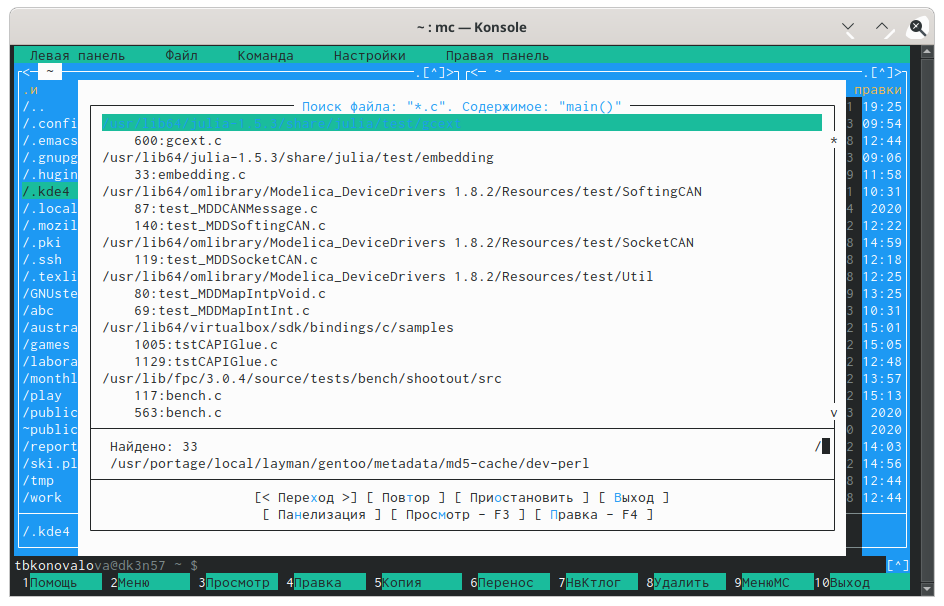 ~ : mc — Konsole
Левая панель Файл Команда Настройки Правая панель
<— ~ .[^]> <— ~ .[^]>
.и правки
/.. 1 19:25
Поиск файла: "*.c". Содержимое: "main()"
/.confi /usr/lib64/julia-1.5.3/share/julia/test/gcext 3 09:54
/.emacs 600:gcext.c * 8 12:44
/.gnupg /usr/lib64/julia-1.5.3/share/julia/test/embedding 3 09:06
/.hugin 33:embedding.c 9 11:58
/.kde4 /usr/lib64/omlibrary/Modelica_DeviceDrivers 1.8.2/Resources/test/SoftingCAN 1 10:31
/.local 87:test_MDDCANMessage.c 4 2020
/.mozil 140:test_MDDSoftingCAN.c 2 12:22
/.pki /usr/lib64/omlibrary/Modelica_DeviceDrivers 1.8.2/Resources/test/SocketCAN 8 14:59
/.ssh 119:test_MDDSocketCAN.c 8 12:18
/.texli /usr/lib64/omlibrary/Modelica_DeviceDrivers 1.8.2/Resources/test/Util 8 12:25
/GNUste 80:test_MDDMapIntpVoid.c 9 13:25
/abc 69:test_MDDMapIntInt.c 3 10:31
/austra /usr/lib64/virtualbox/sdk/bindings/c/samples 2 15:01
/games 1005:tstCAPIGlue.c 2 15:05
/labora 1129:tstCAPIGlue.c 2 12:48
/monthl /usr/lib/fpc/3.0.4/source/tests/bench/shootout/src 2 13:57
/play 117:bench.c 2 15:13
/public 563:bench.c v 3 2020
~public 0 2020
/report Найдено: 33 / 2 14:03
/ski.pl /usr/portage/local/layman/gentoo/metadata/md5-cache/dev-perl 2 14:56
/tmp 8 12:44
/work [< Переход >] [ Повтор ] [ Приостановить ] [ Выход ] 8 12:44
[ Панелизация ] [ Просмотр - F3 ] [ Правка - F4 ]
/.kde4
tbkonovalova@dk3n57 ~ $ [^]
1Помощь 2Меню 3Просмотр 4Правка 5Копия 6Перенос 7НвКтлог 8Удалить 9МенюМС 10Выход